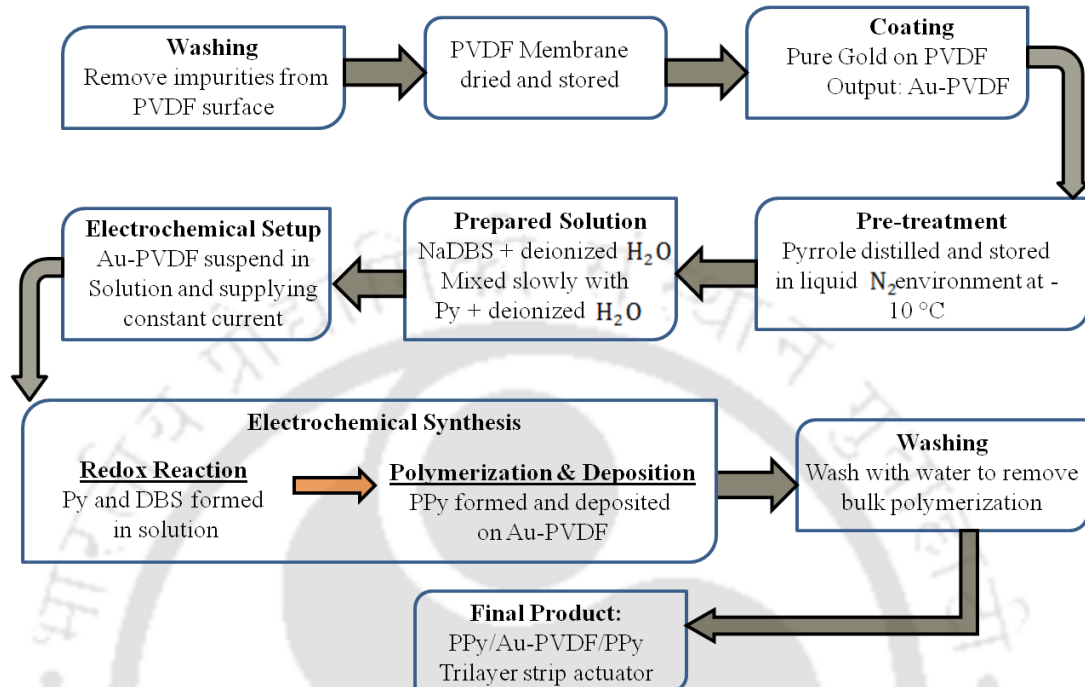 Washing
Remove impurities from
PVDF surface
PVDF Membrane
dried and stored
Coating
Pure Gold on PVDF
Output: Au-PVDF
Pre-treatment
Pyrrole distilled and stored
in liquid N₂environment at -
10 °C
Prepared Solution
NaDBS + deionized H₂O
Mixed slowly with
Py + deionized H₂O
Electrochemical Setup
Au-PVDF suspend in
Solution and supplying
constant current
Electrochemical Synthesis
Redox Reaction
Py and DBS formed
in solution
Polymerization & Deposition
PPy formed and deposited
on Au-PVDF
Washing
Wash with water to remove
bulk polymerization
Final Product:
PPy/Au-PVDF/PPy
Trilayer strip actuator